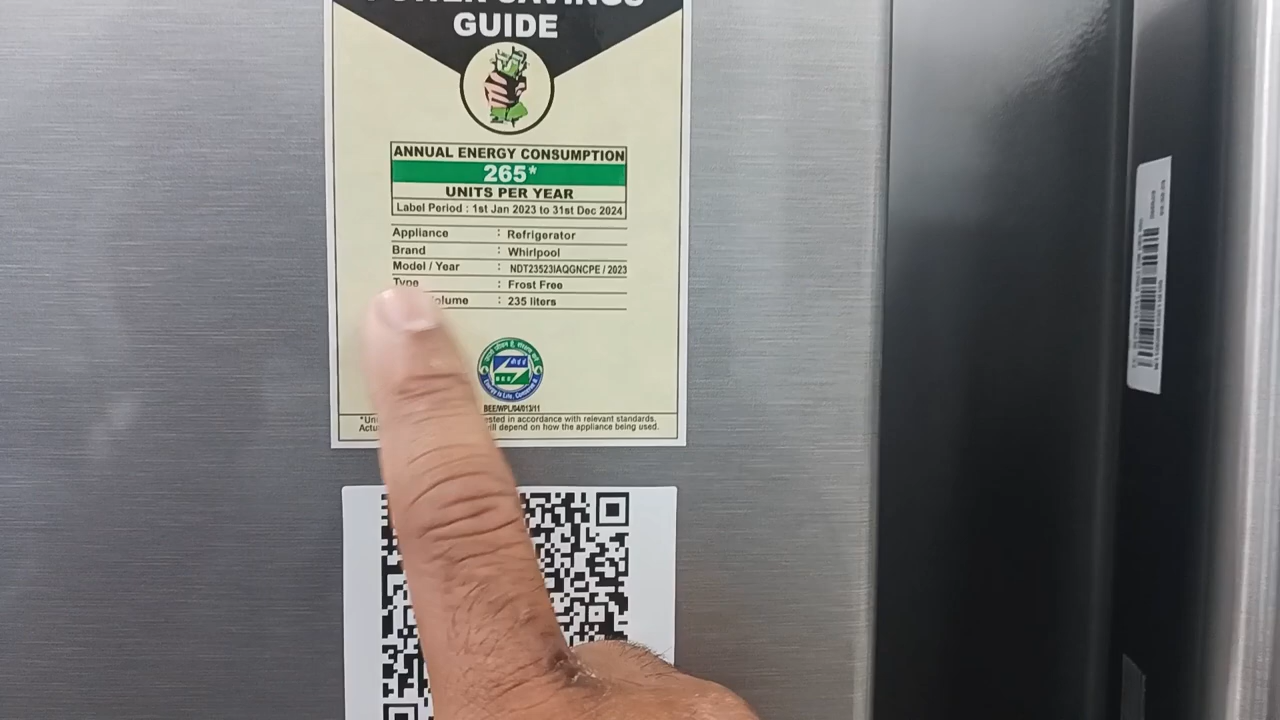 POWER SAVINGS
GUIDE
ANNUAL ENERGY CONSUMPTION
265*
UNITS PER YEAR
Label Period : 1st Jan 2023 to 31st Dec 2024
Appliance : Refrigerator
Brand : Whirlpool
Model / Year : NDT23523IAQGNCPE / 2023
Type : Frost Free
olume : 235 liters
BEE/WPL/04/013/11
ested in accordance with relevant standards.
ill depend on how the appliance being used.